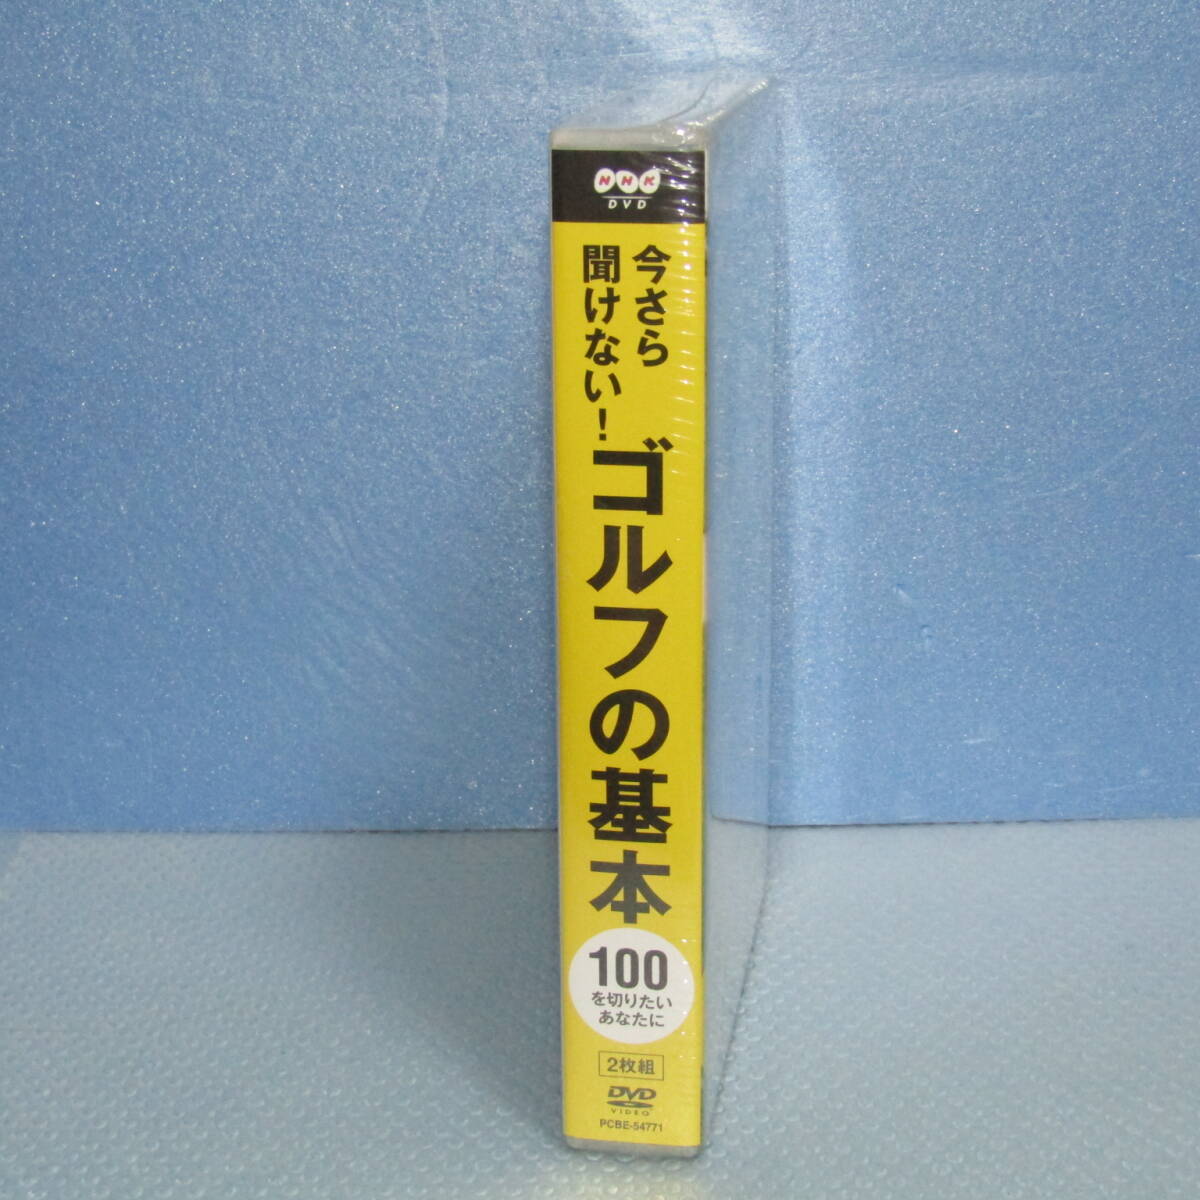 NHK
DVD
今さら
聞けない！
ゴルフの基本
100
を切りたい
あなたに
2枚組
DVD
VIDEO
PCBE-54771